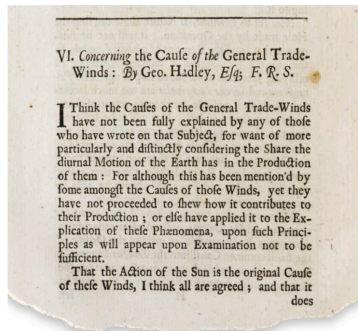 VI. Concerning the Cauſe of the General Trade-
Winds: By Geo. Hadley, Eſq; F. R. S.
I Think the Cauſes of the General Trade-Winds
have not been fully explained by any of thoſe
who have wrote on that Subject, for want of more
particularly and diſtinctly conſidering the Share the
diurnal Motion of the Earth has in the Production
of them: For although this has been mention'd by
ſome amongſt the Cauſes of thoſe Winds, yet they
have not proceeded to ſhew how it contributes to
their Production; or elſe have applied it to the Ex-
plication of theſe Phænomena, upon ſuch Princi-
ples as will appear upon Examination not to be
ſufficient.
That the Action of the Sun is the original Cauſe
of theſe Winds, I think all are agreed; and that it
does